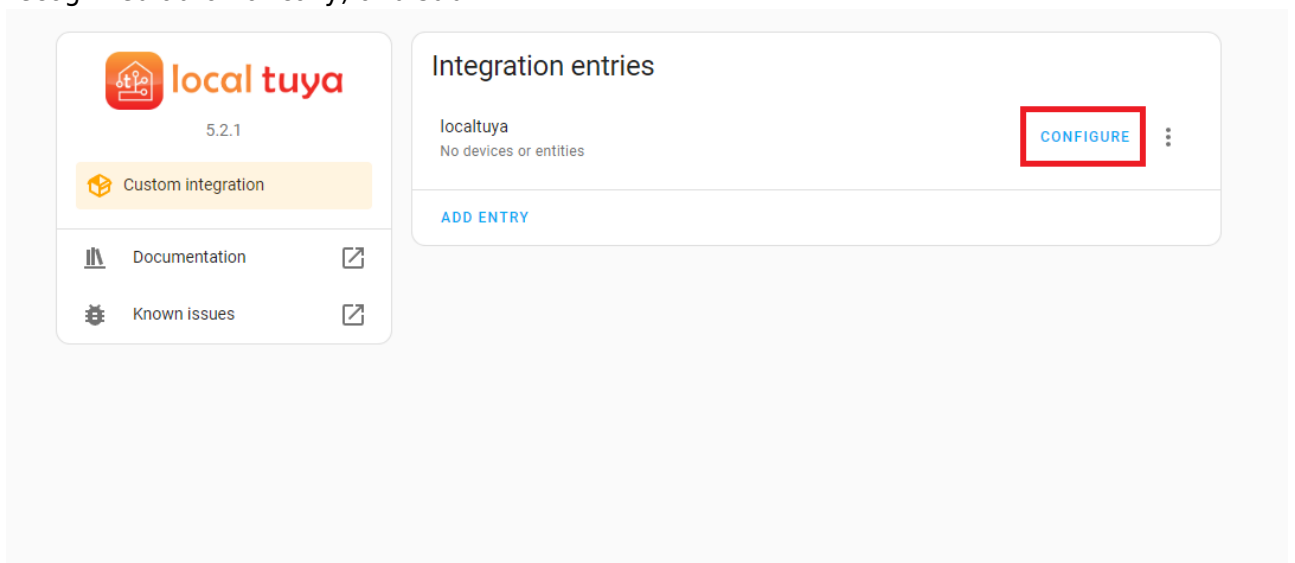 local tuya
5.2.1
Custom integration
Documentation
Known issues
Integration entries
localtuya
No devices or entities
CONFIGURE
ADD ENTRY